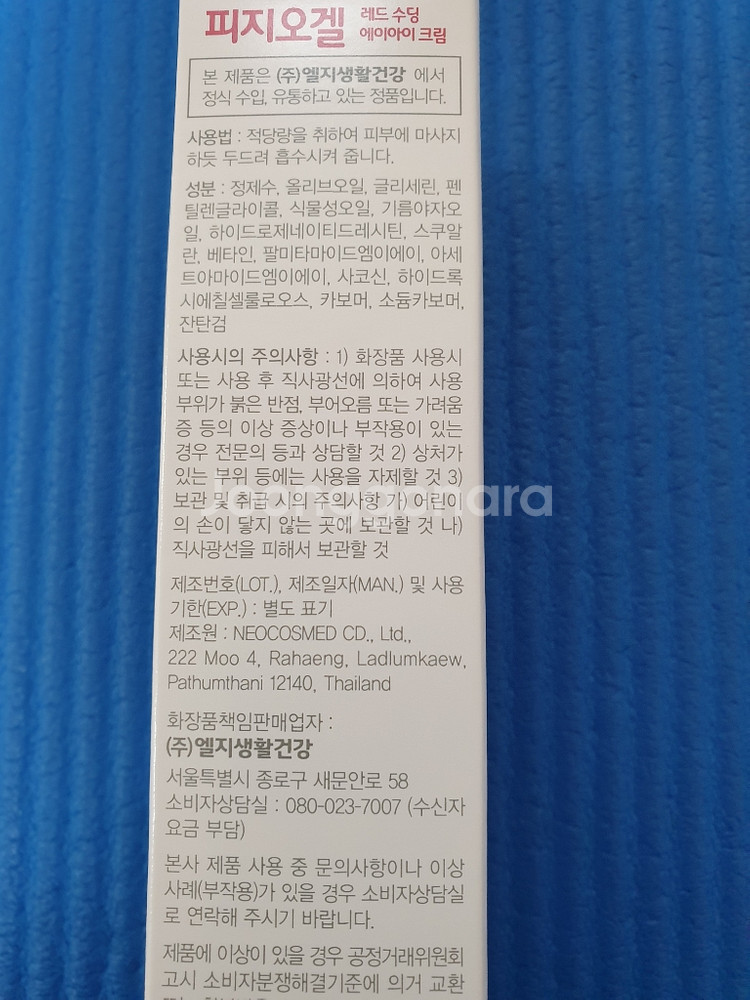 피지오겔 레드 수딩
에이아이 크림
본 제품은 (주)엘지생활건강 에서
정식 수입, 유통하고 있는 정품입니다.
사용법 : 적당량을 취하여 피부에 마사지
하듯 두드려 흡수시켜 줍니다.
성분 : 정제수, 올리브오일, 글리세린, 펜
틸렌글라이콜, 식물성오일, 기름야자오
일, 하이드로제네이티드레시틴, 스쿠알
란, 베타인, 팔미타마이드엠이에이, 아세
트아마이드엠이에이, 사코신, 하이드록
시에칠셀룰로오스, 카보머, 소듐카보머,
잔탄검
사용시의 주의사항 : 1) 화장품 사용시
또는 사용 후 직사광선에 의하여 사용
부위가 붉은 반점, 부어오름 또는 가려움
증 등의 이상 증상이나 부작용이 있는
경우 전문의 등과 상담할 것 2) 상처가
있는 부위 등에는 사용을 자제할 것 3)
보관 및 취급 시의 주의사항 가) 어린이
의 손이 닿지 않는 곳에 보관할 것 나)
직사광선을 피해서 보관할 것
Joonggonara
제조번호(LOT.), 제조일자(MAN.) 및 사용
기한(EXP.) : 별도 표기
제조원 : NEOCOSMED CD., Ltd.,
222 Moo 4, Rahaeng, Ladlumkaew,
Pathumthani 12140, Thailand
화장품책임판매업자 :
(주)엘지생활건강
서울특별시 종로구 새문안로 58
소비자상담실 : 080-023-7007 (수신자
요금 부담)
본사 제품 사용 중 문의사항이나 이상
사례(부작용)가 있을 경우 소비자상담실
로 연락해 주시기 바랍니다.
제품에 이상이 있을 경우 공정거래위원회
고시 소비자분쟁해결기준에 의거 교환